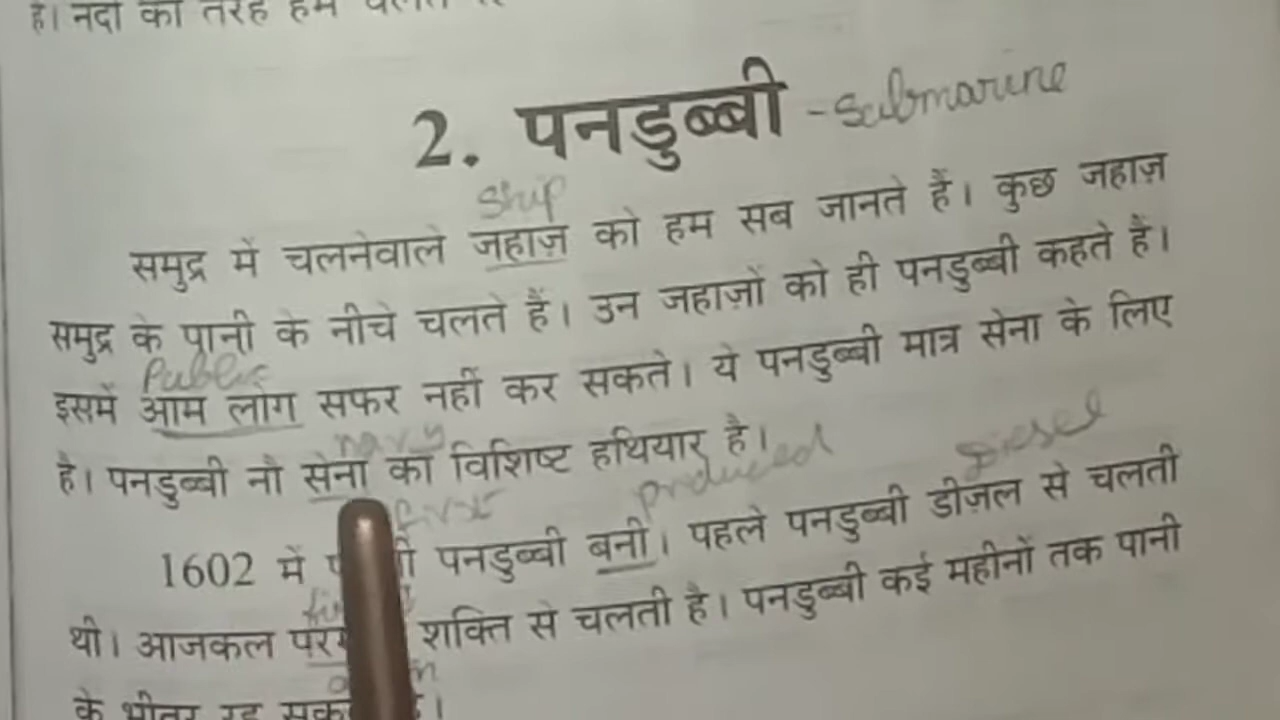 है। नदी की तरह हम
2. पनडुब्बी - Submarine
ship
समुद्र में चलनेवाले जहाज़ को हम सब जानते हैं। कुछ जहाज़
समुद्र के पानी के नीचे चलते हैं। उन जहाज़ों को ही पनडुब्बी कहते हैं।
Public
इसमें आम लोग सफर नहीं कर सकते। ये पनडुब्बी मात्र सेना के लिए
navy
है। पनडुब्बी नौ सेना का विशिष्ट हथियार है।
first produced Diesel
1602 में पनडुब्बी बनी। पहले पनडुब्बी डीज़ल से चलती
थी। आजकल शक्ति से चलती है। पनडुब्बी कई महीनों तक पानी
के भीतर रह